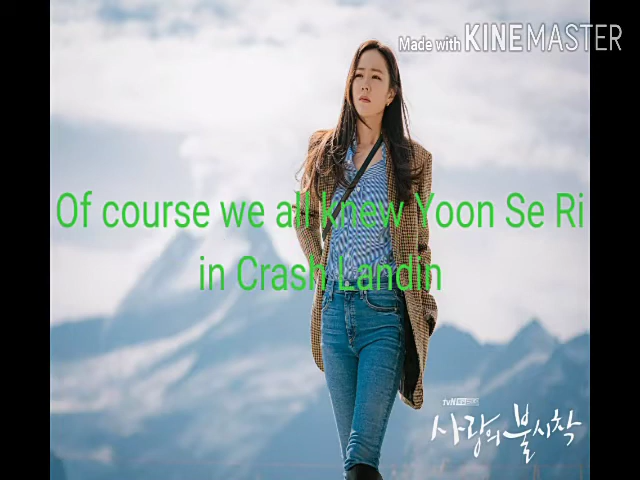 Made with KINEMASTER
Of course we all knew Yoon Se Ri
in Crash Landin
tvN
사랑의 불시착